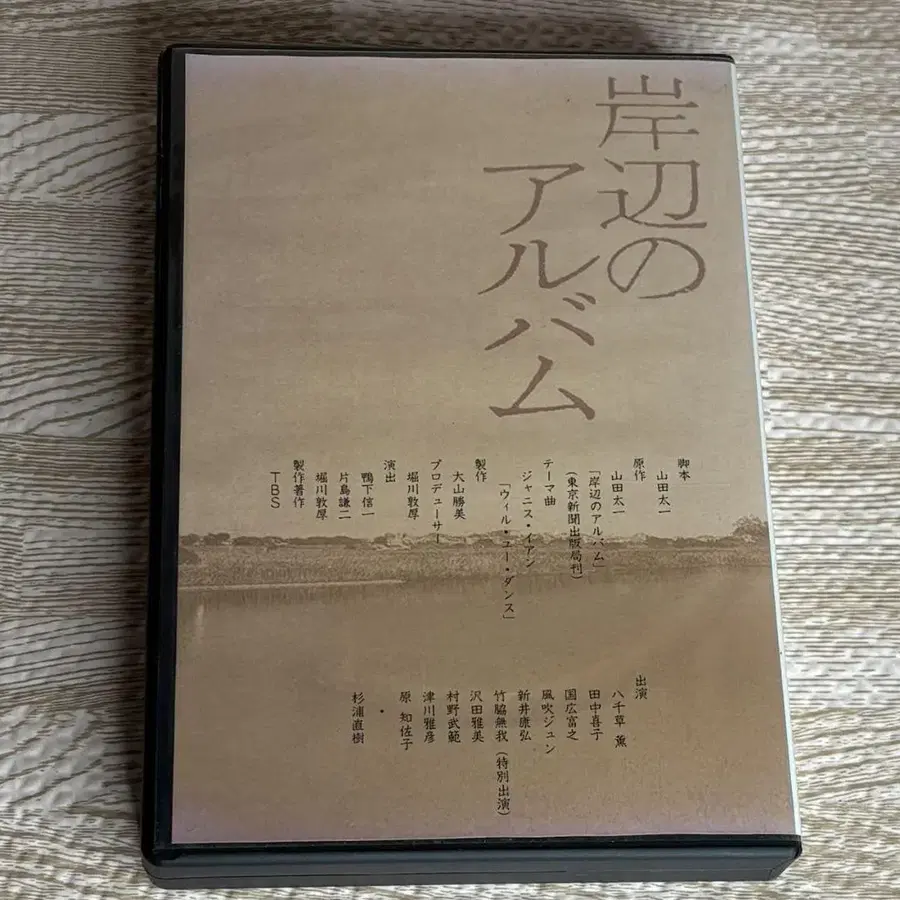 岸辺の
アルバム
脚本
山田太一
原作
山田太一
「岸辺のアルバム」
(東京新聞出版局刊)
テーマ曲
ジャニス・イアン
「ウィル・ユー・ダンス」
製作
大山勝美
プロデューサー
堀川敦厚
演出
鴨下信一
片島謙二
堀川敦厚
製作著作
TBS
出演
八千草 薫
田中喜子
国広富之
風吹ジュン
新井康弘
竹脇無我(特別出演)
沢田雅美
村野武範
津川雅彦
原 知佐子
・
杉浦直樹